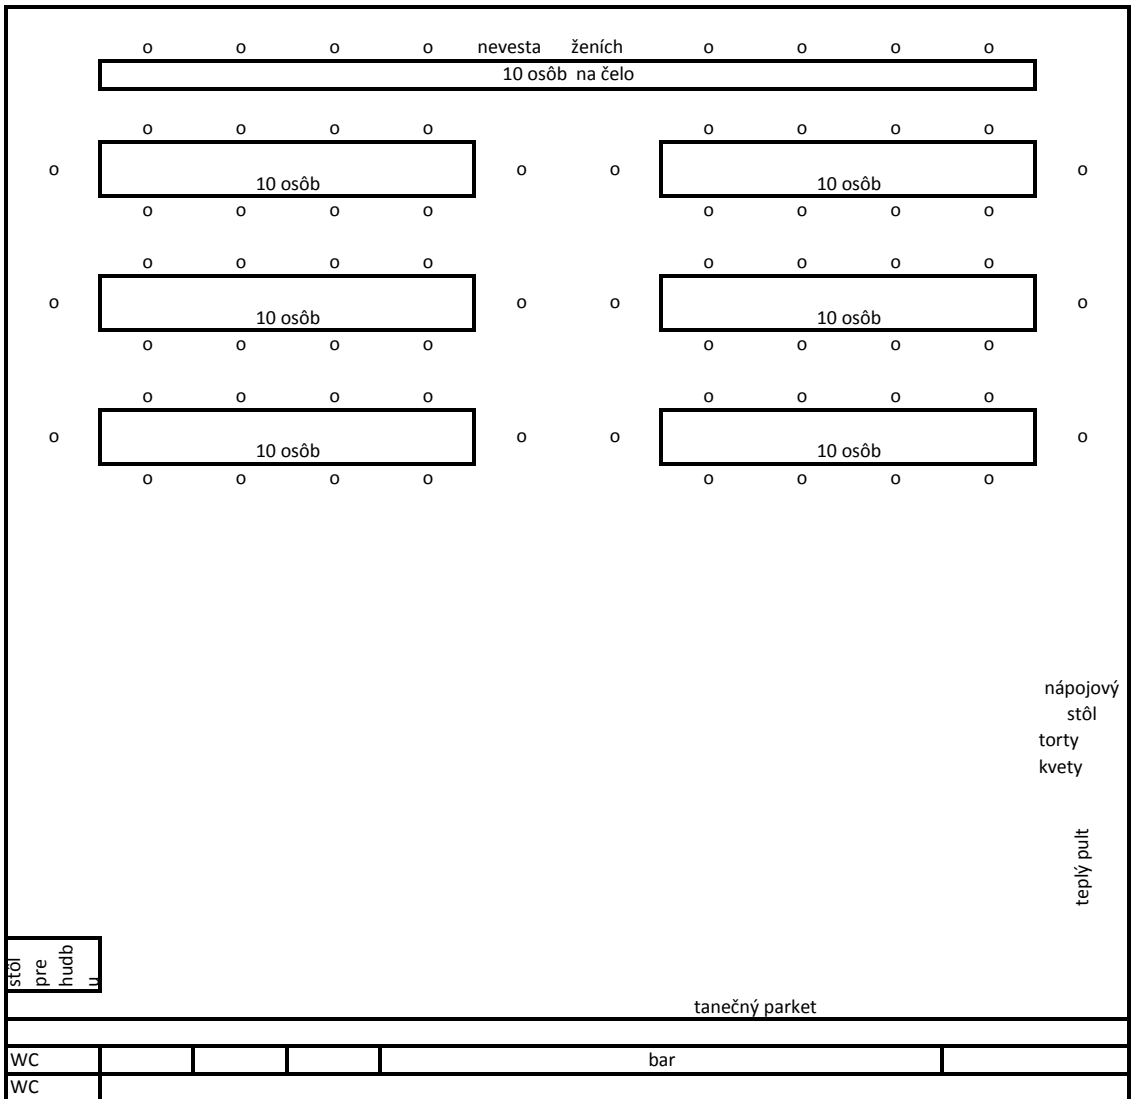 o o o o nevesta ženích o o o o
10 osôb na čelo
o o o o o o o o
o o o o
10 osôb 10 osôb
o o o o o o o o
o o o o o o o o
o o o o
10 osôb 10 osôb
o o o o o o o o
o o o o o o o o
o o o o
10 osôb 10 osôb
o o o o o o o o
nápojový
stôl
torty
kvety
teplý pult
stôl
pre
hudb
u
tanečný parket
WC bar
WC